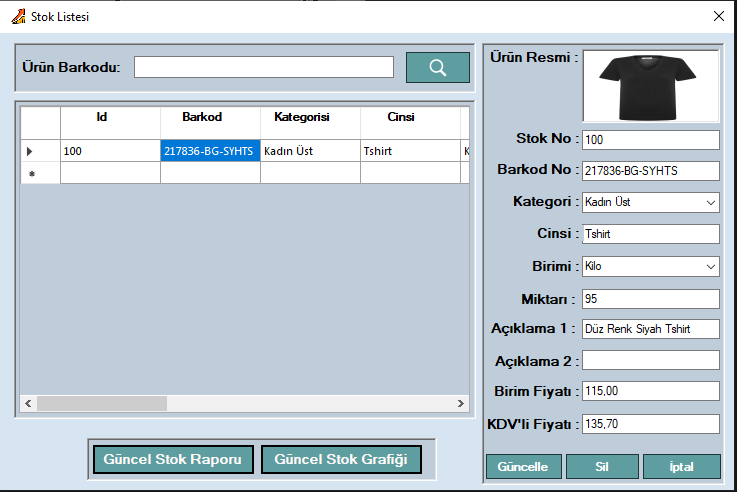 Stok Listesi
Ürün Barkodu:
Id Barkod Kategorisi Cinsi
100 217836-BG-SYHTS Kadın Üst Tshirt K
Güncel Stok Raporu Güncel Stok Grafiği
Ürün Resmi :
Stok No : 100
Barkod No : 217836-BG-SYHTS
Kategori : Kadın Üst
Cinsi : Tshirt
Birimi : Kilo
Miktarı : 95
Açıklama 1 : Düz Renk Siyah Tshirt
Açıklama 2 :
Birim Fiyatı : 115,00
KDV'li Fiyatı : 135,70
Güncelle Sil İptal